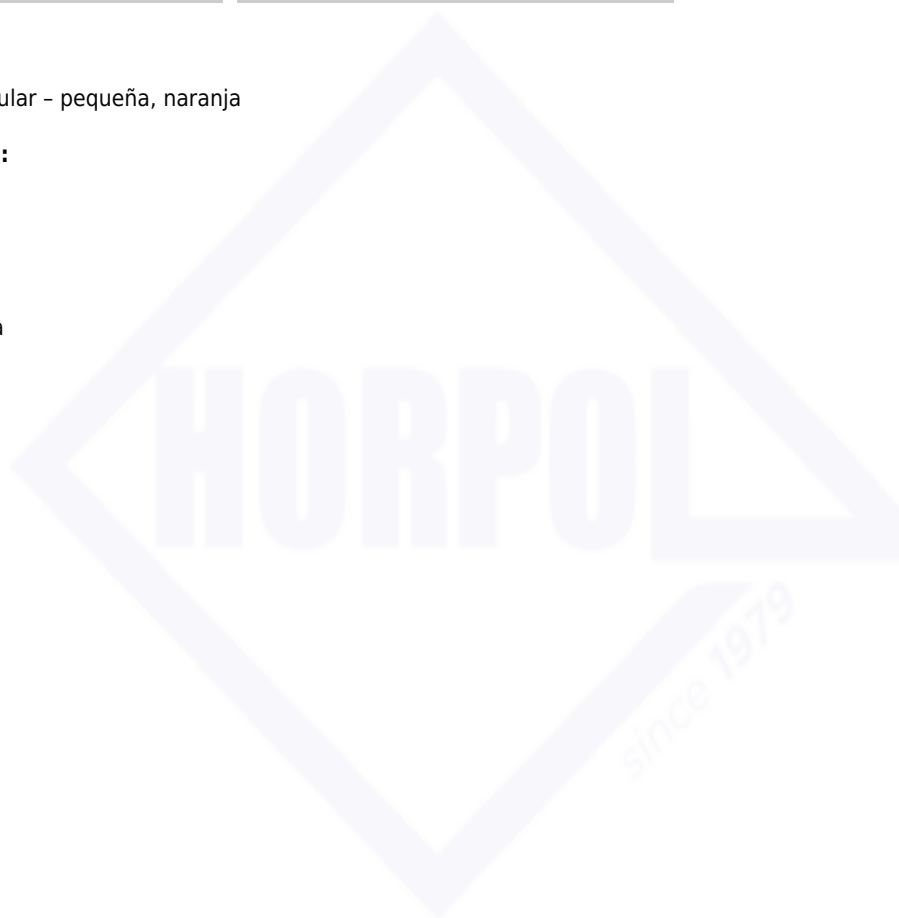 ular – pequeña, naranja
:
a
HORPOL
since 1979